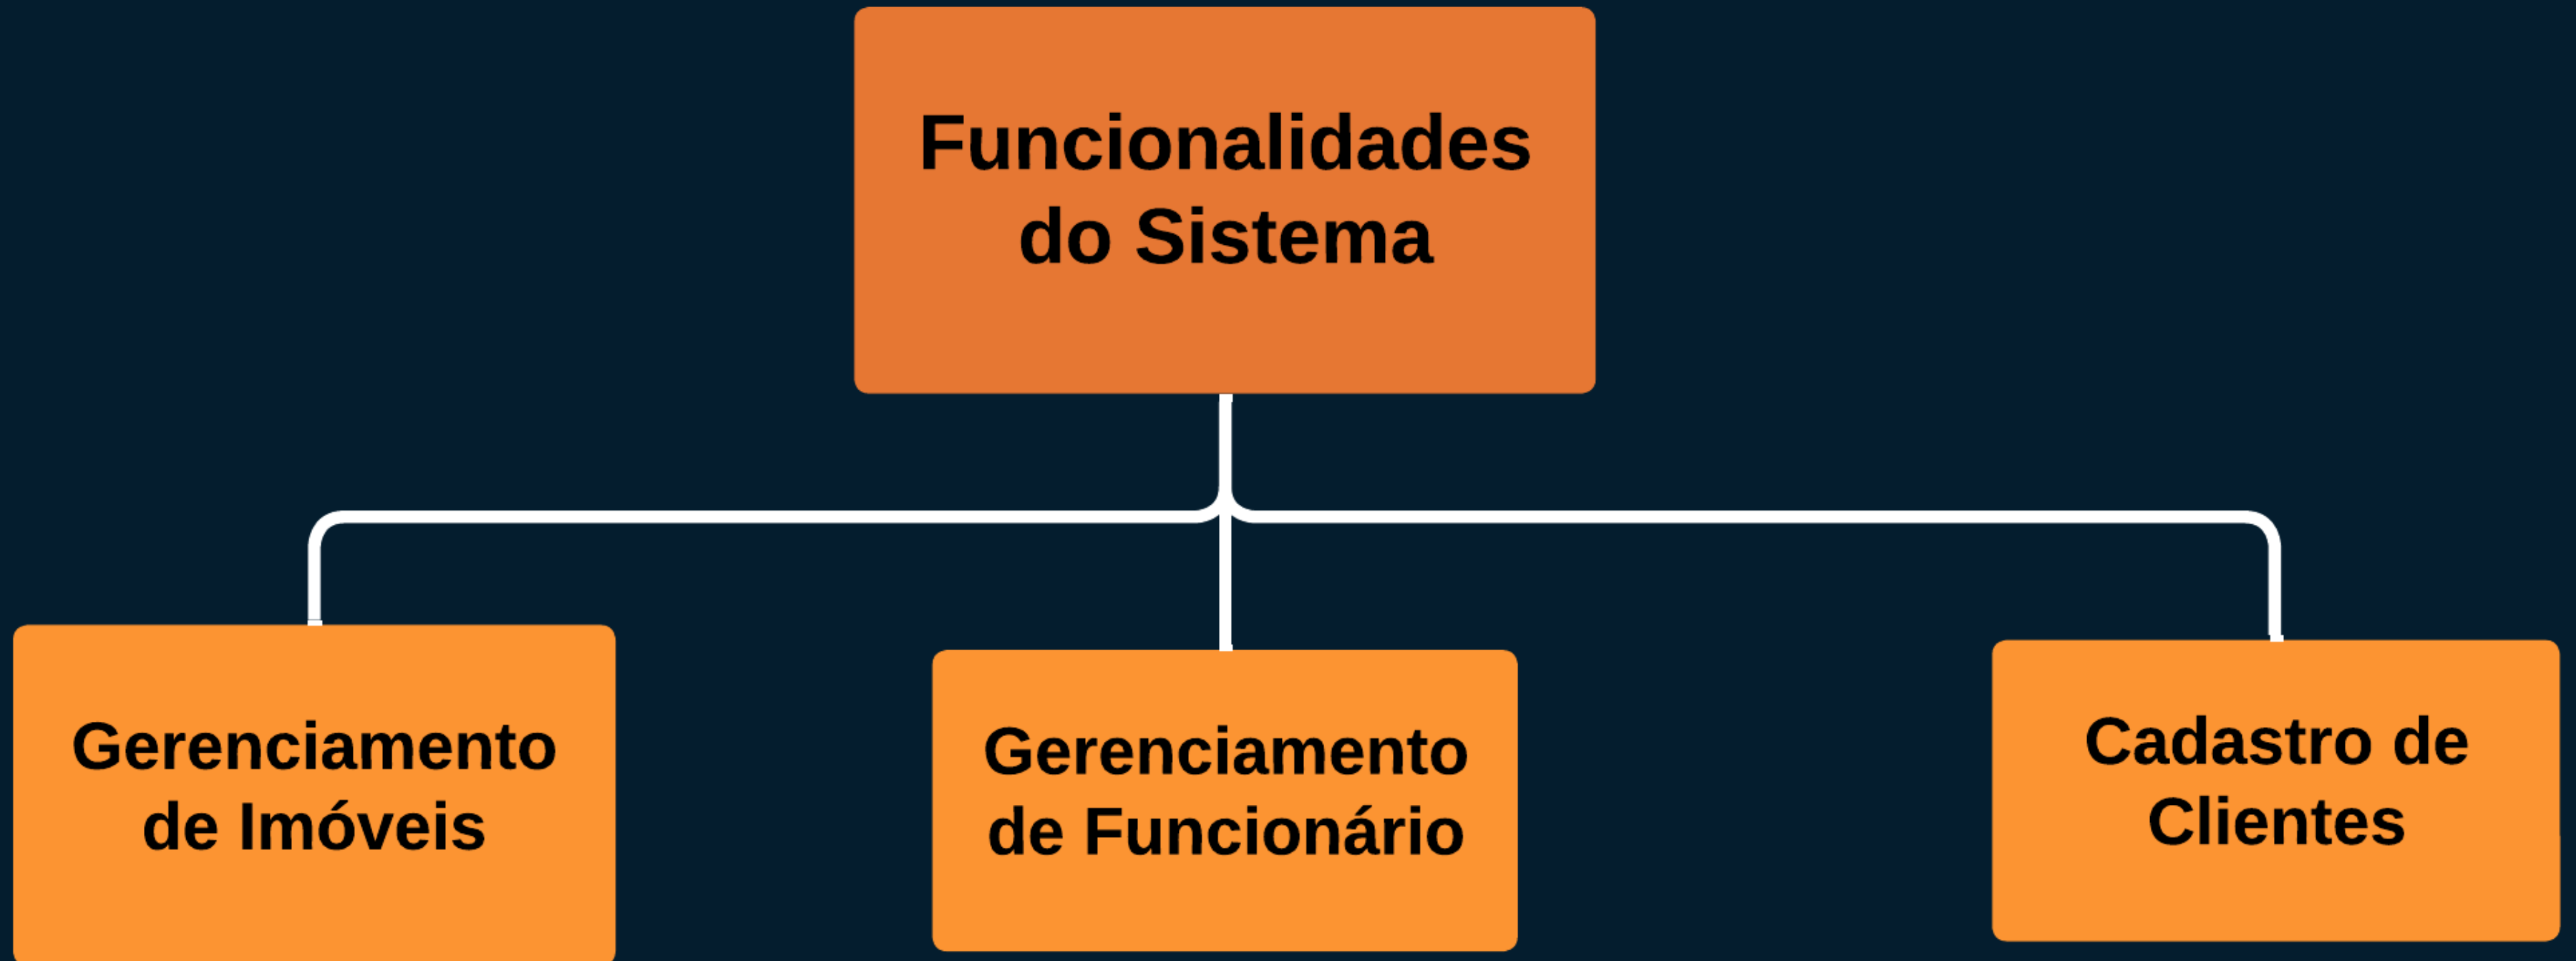 Funcionalidades
do Sistema
Gerenciamento
de Imóveis
Gerenciamento
de Funcionário
Cadastro de
Clientes